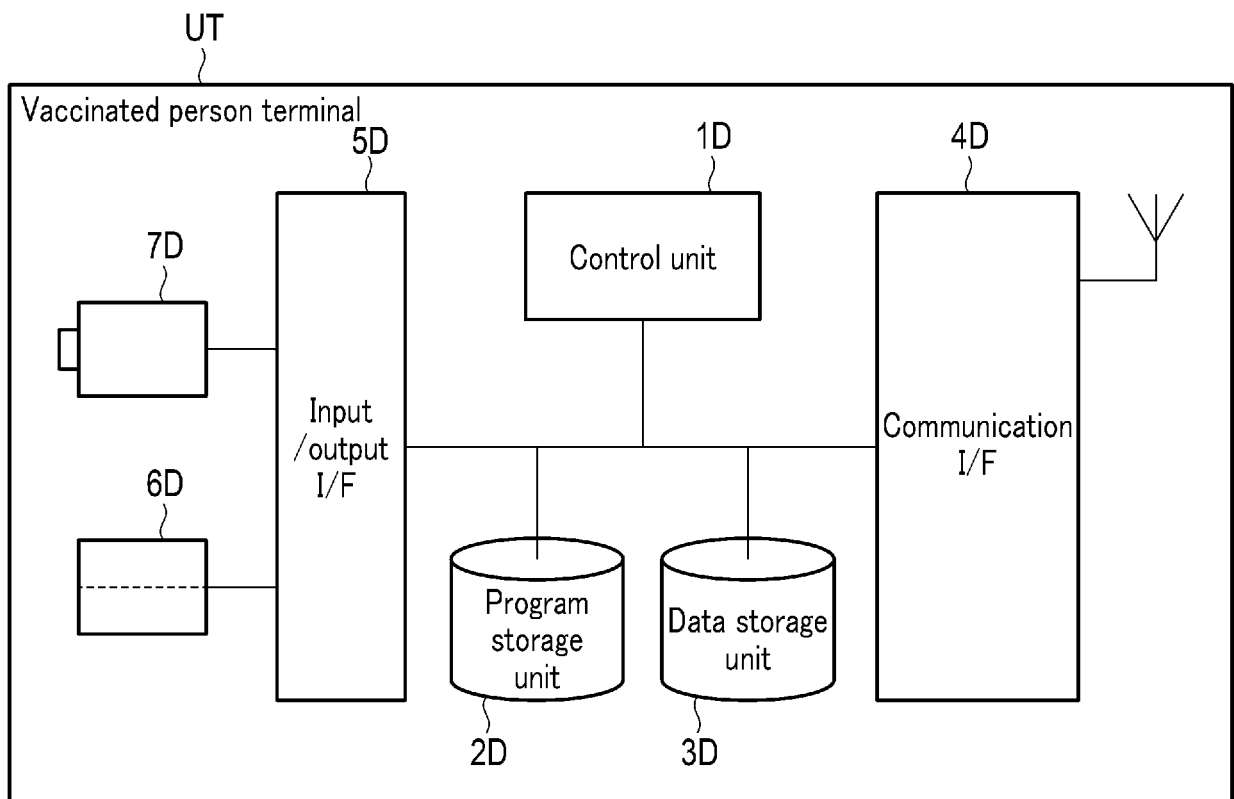 UT
Vaccinated person terminal
5D
1D
4D
7D
Control unit
Input
/output
I/F
Communication
I/F
6D
Program
storage
unit
Data storage
unit
2D
3D